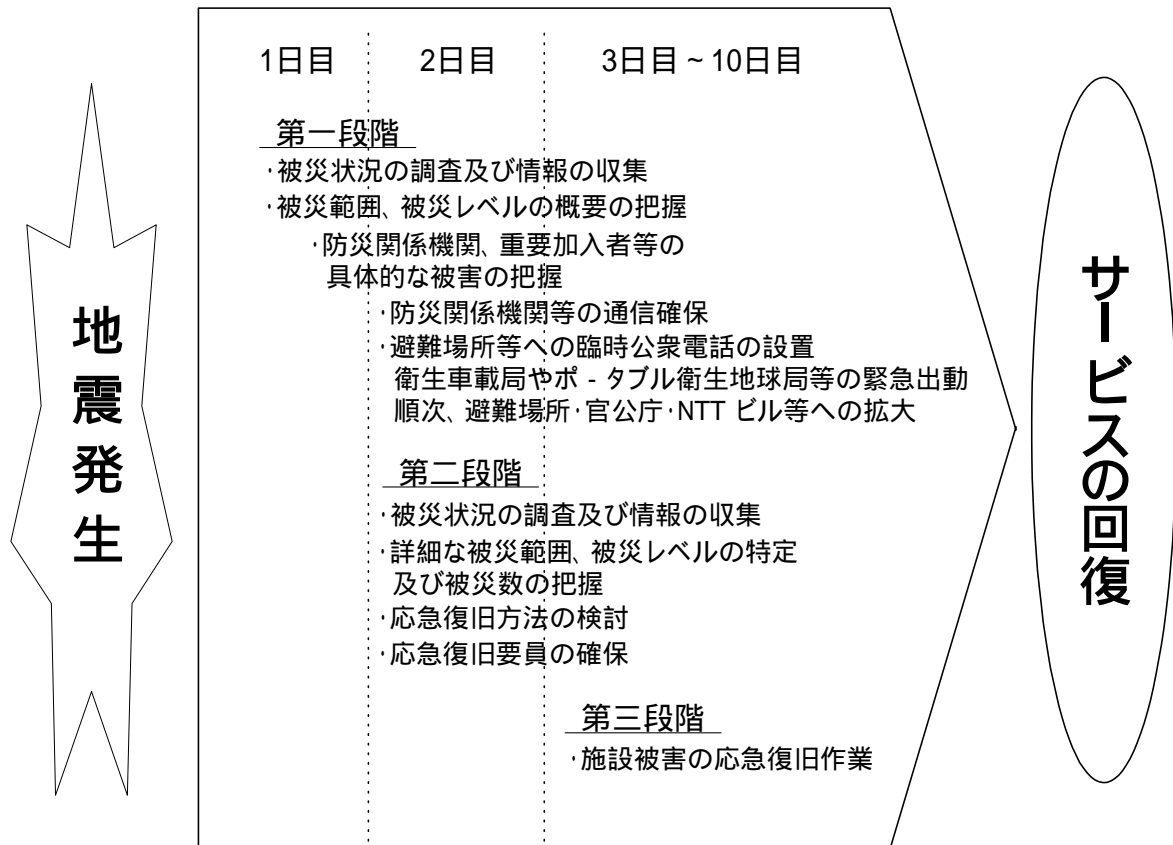 地震発生
1日目 2日目 3日目 ~ 10日目
第一段階
・被災状況の調査及び情報の収集
・被災範囲、被災レベルの概要の把握
・防災関係機関、重要加入者等の
具体的な被害の把握
・防災関係機関等の通信確保
・避難場所等への臨時公衆電話の設置
衛生車載局やポ - タブル衛生地球局等の緊急出動
順次、避難場所・官公庁・NTT ビル等への拡大
第二段階
・被災状況の調査及び情報の収集
・詳細な被災範囲、被災レベルの特定
及び被災数の把握
・応急復旧方法の検討
・応急復旧要員の確保
第三段階
・施設被害の応急復旧作業
サービスの回復